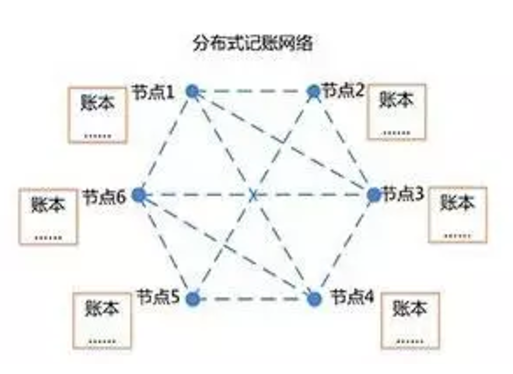 分布式记账网络
账本
......
节点1
节点2
账本
......
账本
......
节点6
节点3
账本
......
账本
......
节点5
节点4
账本
......